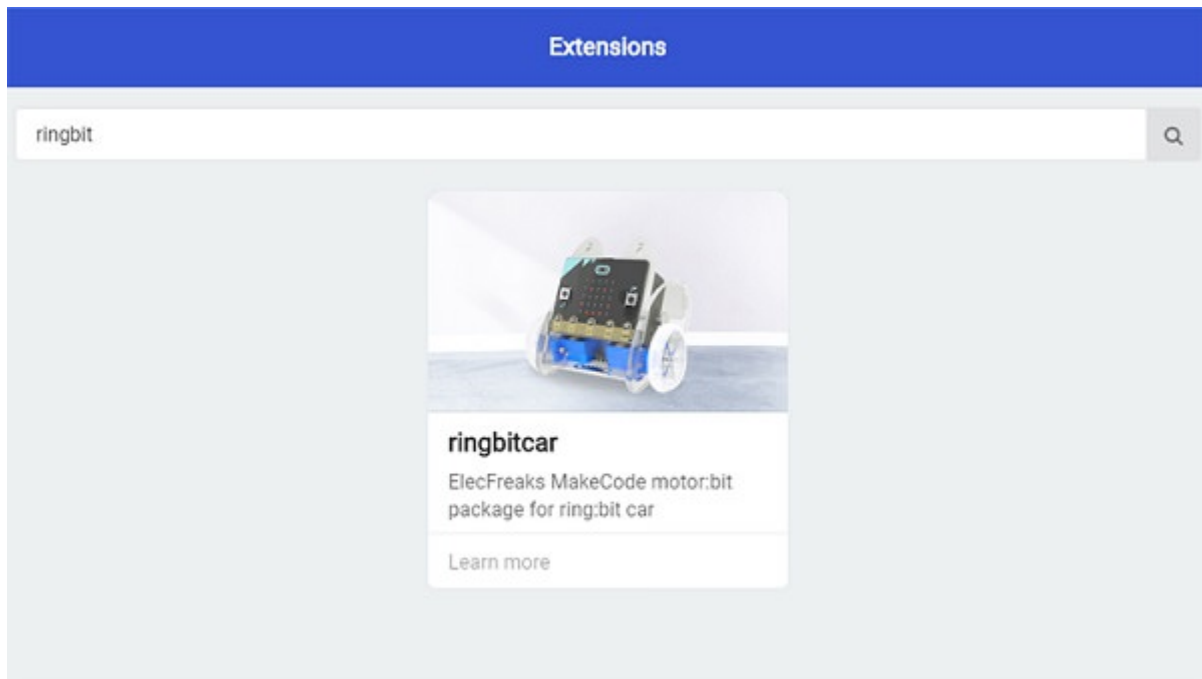 Extensions
ringbit
ringbitcar
ElecFreaks MakeCode motor:bit
package for ring:bit car
Learn more